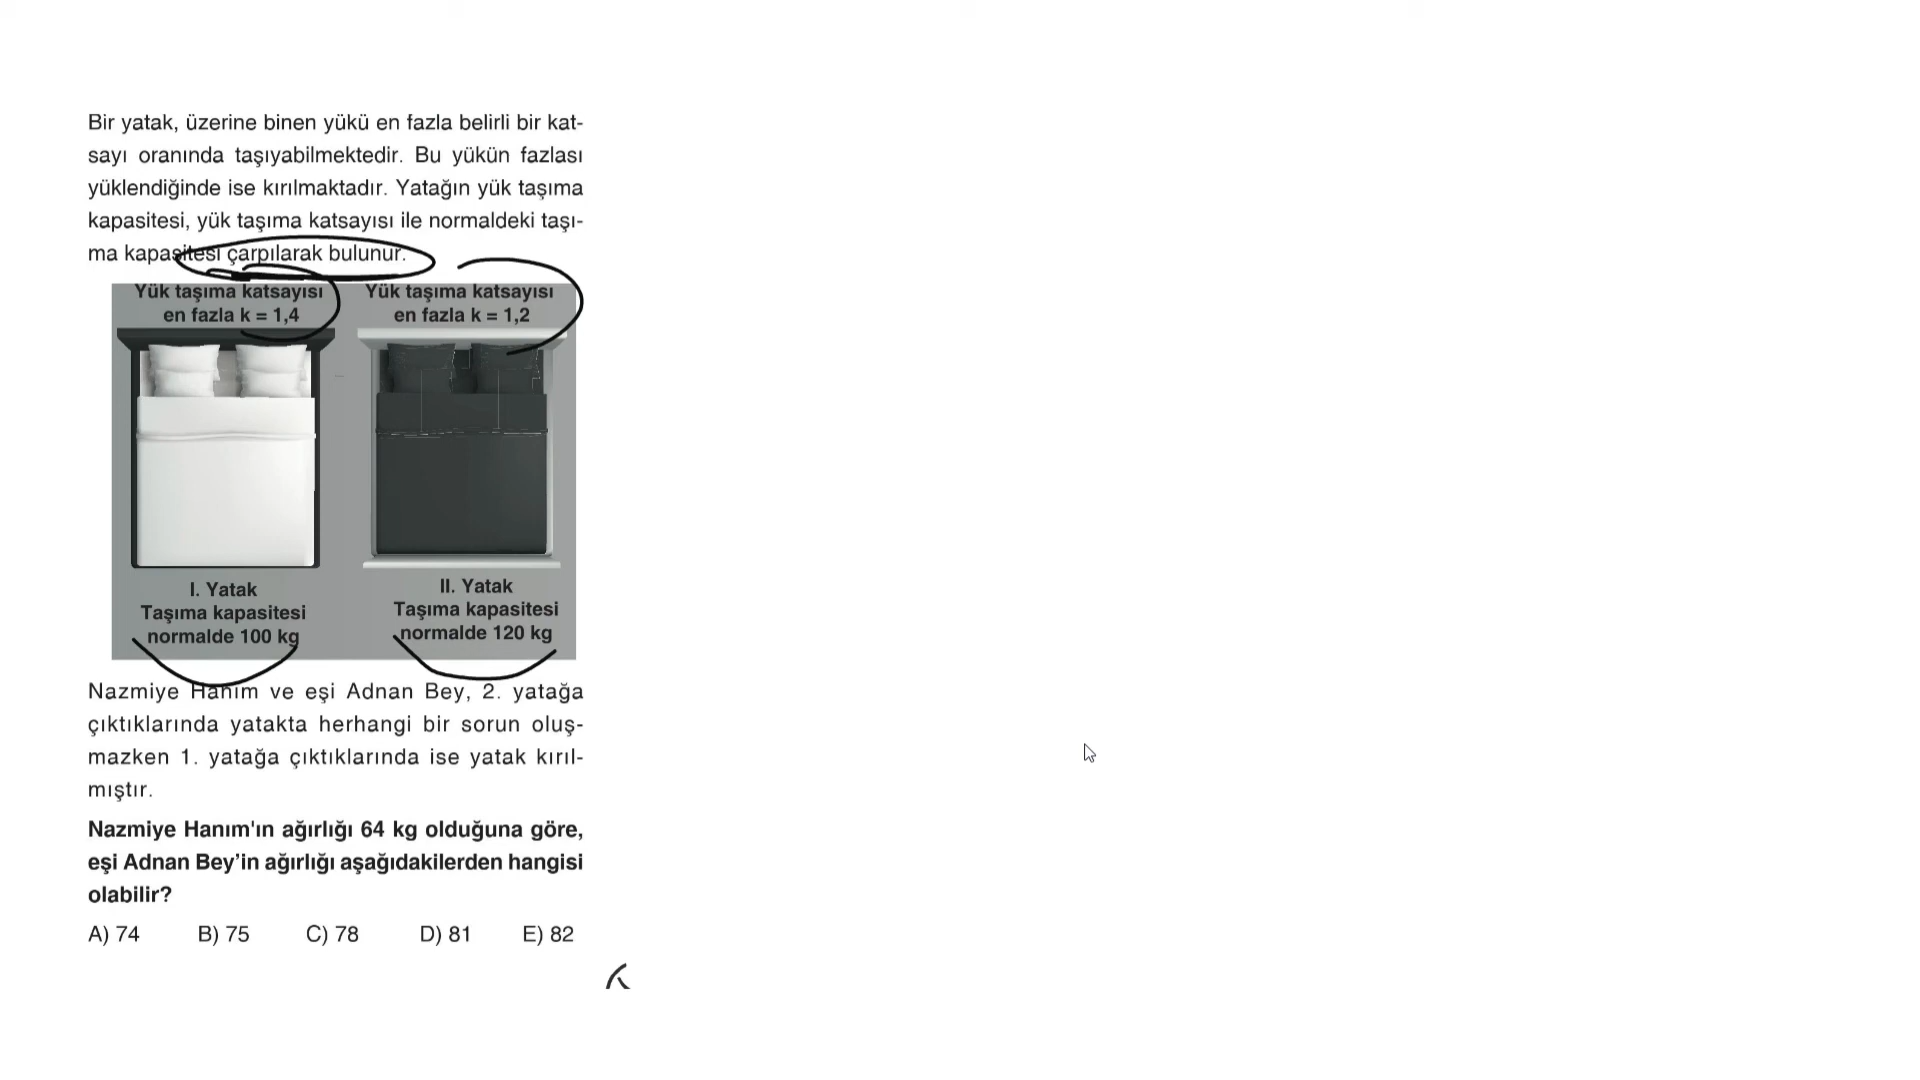 Bir yatak, üzerine binen yükü en fazla belirli bir kat-
sayı oranında taşıyabilmektedir. Bu yükün fazlası
yüklendiğinde ise kırılmaktadır. Yatağın yük taşıma
kapasitesi, yük taşıma katsayısı ile normaldeki taşı-
ma kapasitesi çarpılarak bulunur.
Yük taşıma katsayısı
en fazla k = 1,4
Yük taşıma katsayısı
en fazla k = 1,2
I. Yatak
Taşıma kapasitesi
normalde 100 kg
II. Yatak
Taşıma kapasitesi
normalde 120 kg
Nazmiye Hanım ve eşi Adnan Bey, 2. yatağa
çıktıklarında yatakta herhangi bir sorun oluş-
mazken 1. yatağa çıktıklarında ise yatak kırıl-
mıştır.
Nazmiye Hanım'ın ağırlığı 64 kg olduğuna göre,
eşi Adnan Bey'in ağırlığı aşağıdakilerden hangisi
olabilir?
A) 74 B) 75 C) 78 D) 81 E) 82